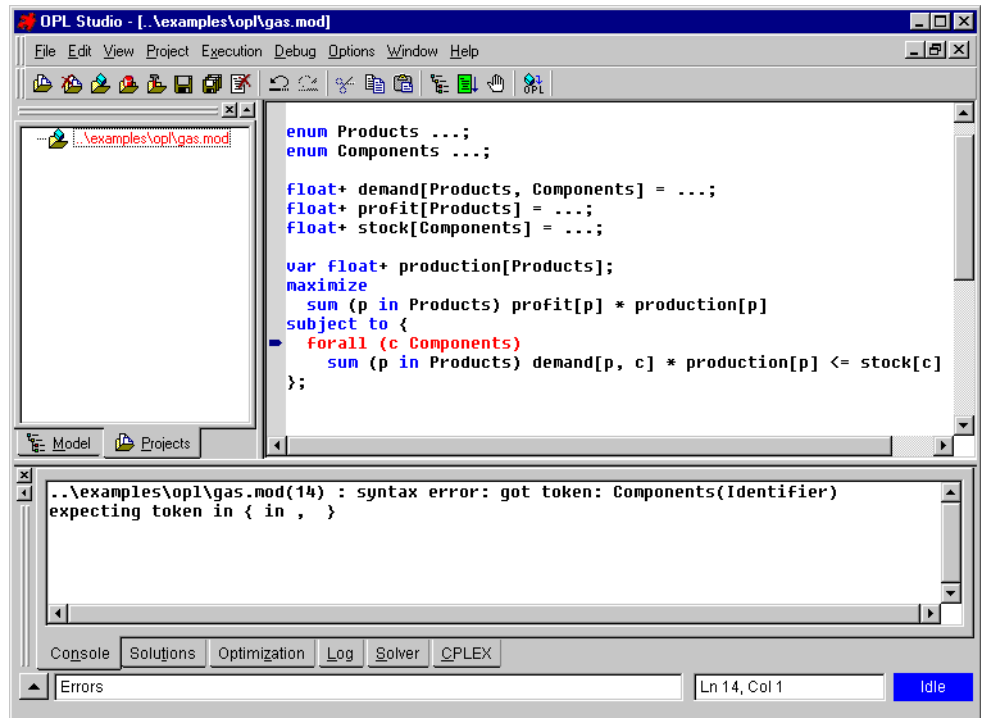 OPL Studio - [..\examples\opl\gas.mod]
File Edit View Project Execution Debug Options Window Help
OPL
..\examples\opl\gas.mod
Model Projects
enum Products ...;
enum Components ...;
float+ demand[Products, Components] = ...;
float+ profit[Products] = ...;
float+ stock[Components] = ...;
var float+ production[Products];
maximize
sum (p in Products) profit[p] * production[p]
subject to {
forall (c Components)
sum (p in Products) demand[p, c] * production[p] <= stock[c]
};
..\examples\opl\gas.mod(14) : syntax error: got token: Components(Identifier)
expecting token in { in , }
Console Solutions Optimization Log Solver CPLEX
Errors Ln 14, Col 1 Idle